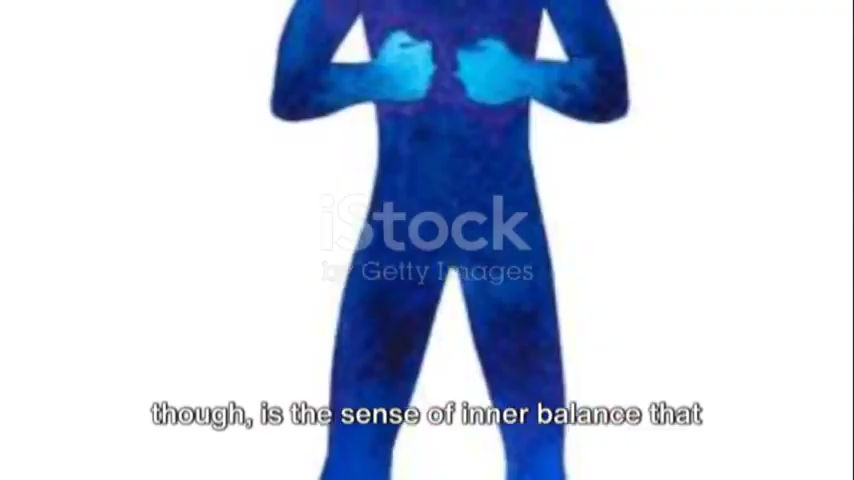 iStock
by Getty Images
though, is the sense of inner balance that